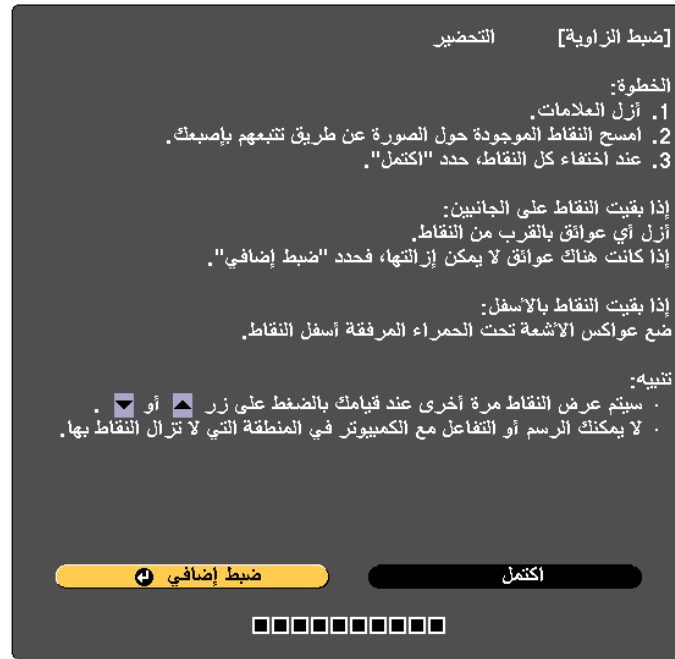 [ضبط الزاوية] التحضير
الخطوة:
1. أزل العلامات.
2. امسح النقاط الموجودة حول الصورة عن طريق تتبعهم بإصبعك.
3. عند اختفاء كل النقاط، حدد "اكتمل".
إذا بقيت النقاط على الجانبين:
أزل أي عوائق بالقرب من النقاط.
إذا كانت هناك عوائق لا يمكن إزالتها، فحدد "ضبط إضافي".
إذا بقيت النقاط بالأسفل:
ضع عواكس الأشعة تحت الحمراء المرفقة أسفل النقاط.
تنبيه:
· سيتم عرض النقاط مرة أخرى عند قيامك بالضغط على زر ▲ أو ▼ .
· لا يمكنك الرسم أو التفاعل مع الكمبيوتر في المنطقة التي لا تزال النقاط بها.
اكتمل
ضبط إضافي